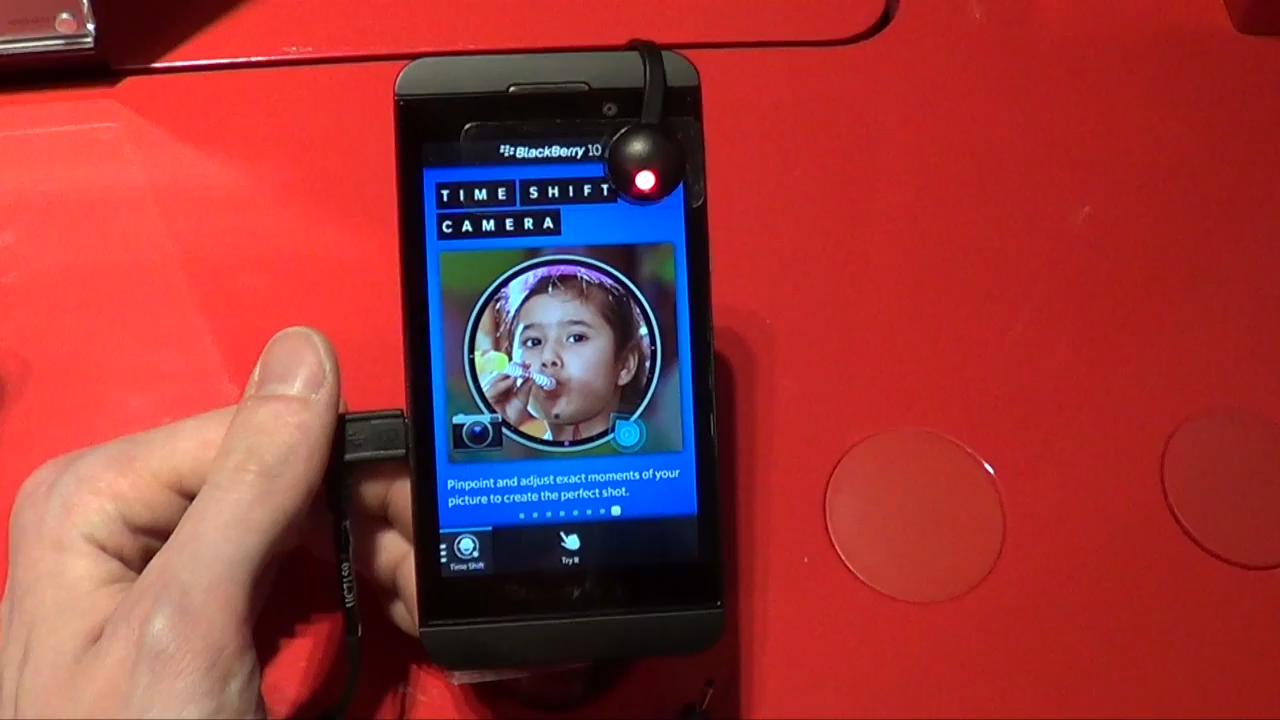 BlackBerry 10
TIME SHIFT
CAMERA
Pinpoint and adjust exact moments of your
picture to create the perfect shot.
Time Shift
Try It
UC7159